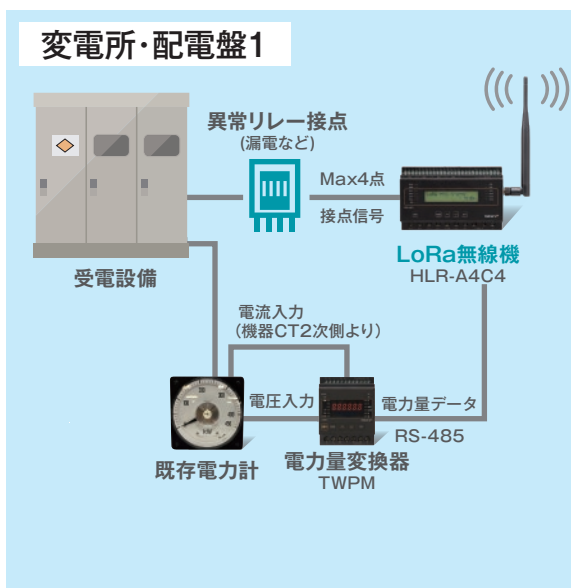 変電所・配電盤1
異常リレー接点
(漏電など)
Max4点
接点信号
LoRa無線機
HLR-A4C4
受電設備
電流入力
(機器CT2次側より)
電圧入力
電力量データ
RS-485
既存電力計
電力量変換器
TWPM